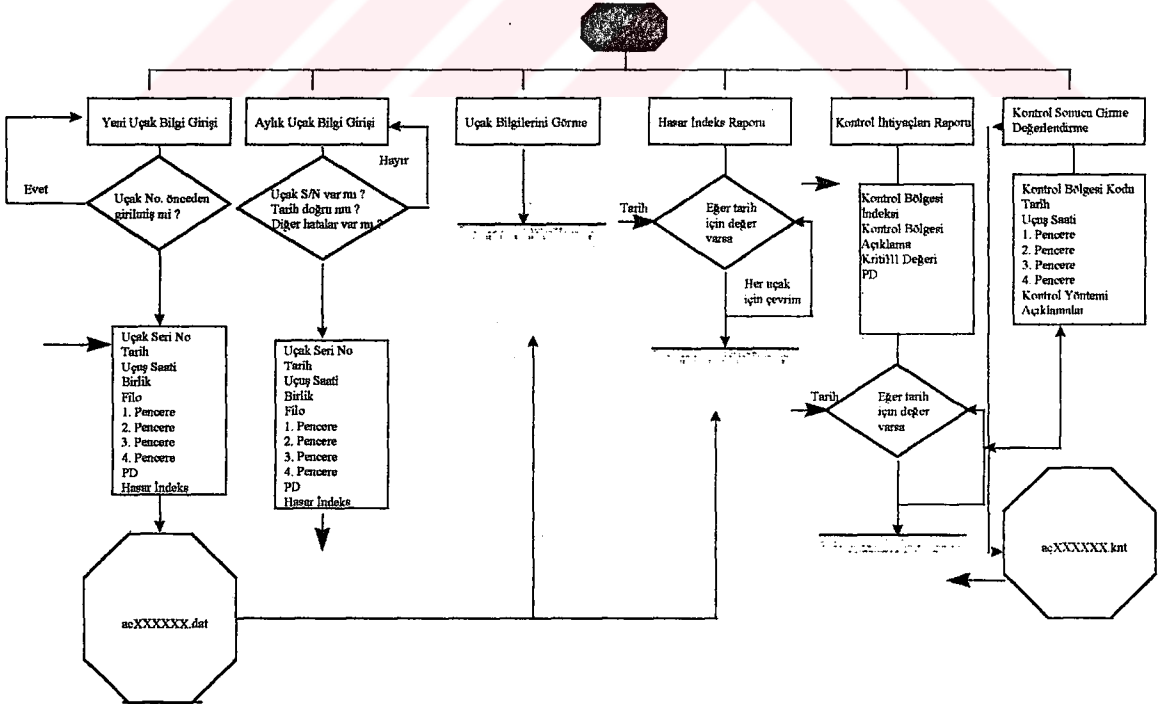 Yeni Uçak Bilgi Girişi
Aylık Uçak Bilgi Girişi
Uçak Bilgilerini Görme
Hasar İndeks Raporu
Kontrol İhtiyaçları Raporu
Kontrol Sonucu Girme
Değerlendirme
Evet
Uçak No. önceden
girilmiş mi ?
Hayır
Uçak S/N var mı ?
Tarih doğru mu ?
Diğer hatalar var mı ?
Tarih
Eğer tarih
için değer
varsa
Her uçak
için çevrim
Kontrol Bölgesi
İndeksi
Kontrol Bölgesi
Açıklama
Değeri
PD
Kontrol Bölgesi Kodu
Tarih
Uçuş Saati
1. Pencere
2. Pencere
3. Pencere
4. Pencere
Kontrol Yöntemi
Açıklamalar
Uçak Seri No
Tarih
Uçuş Saati
Birlik
Filo
1. Pencere
2. Pencere
3. Pencere
4. Pencere
PD
Hasar İndeks
Uçak Seri No
Tarih
Uçuş Saati
Birlik
Filo
1. Pencere
2. Pencere
3. Pencere
4. Pencere
PD
Hasar İndeks
Tarih
Eğer tarih
için değer
varsa
acXXXXXX.dat
açXXXXXX.knt